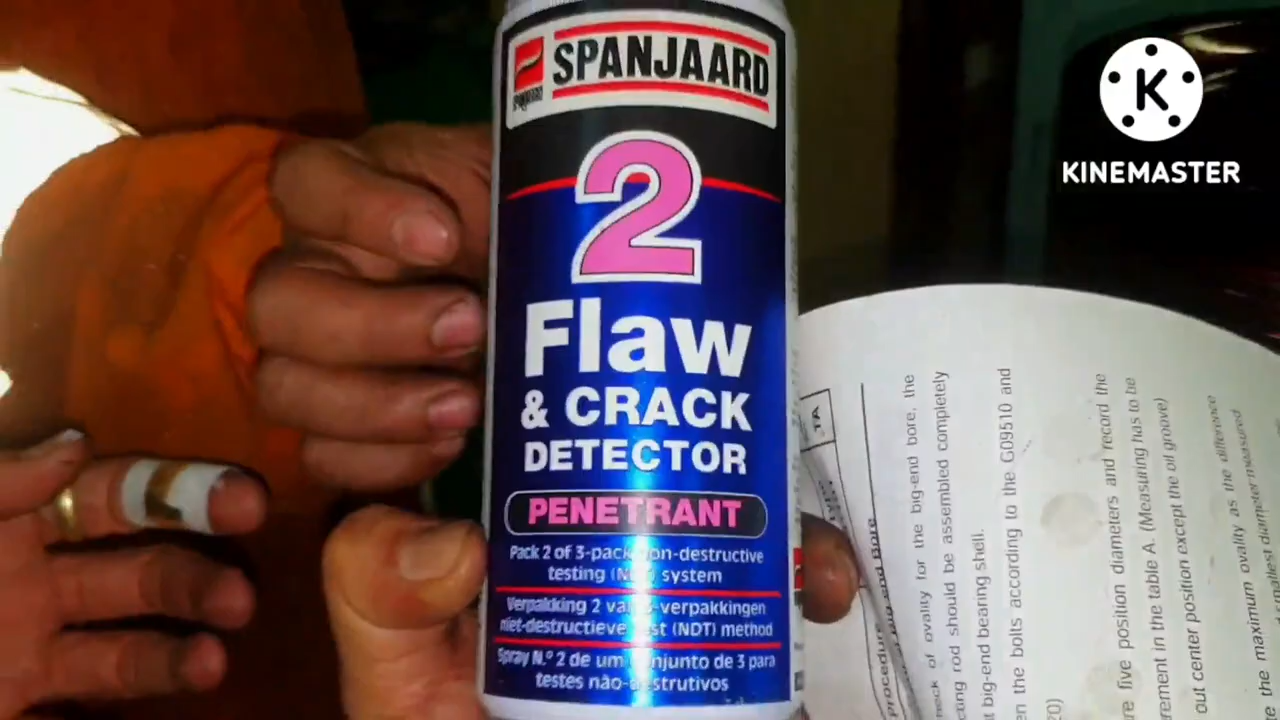 SPANJAARD
2
Flaw
& CRACK
DETECTOR
PENETRANT
Pack 2 of 3-pack non-destructive
testing system
Verpakking 2 van 3-verpakkingen
niet-destructieve test (NDT) method
Spray N.º 2 de um conjunto de 3 para
testes não-destrutivos
K
KINEMASTER
7A
Procedure
big-end Bore
of ovality for the big-end bore, the
rod should be assembled completely
big-end bearing shell.
the bolts according to the G09510 and
five position diameters and record the
in the table A. (Measuring has to be
out center position except the oil groove)
the maximum ovality as the difference
smallest diameter measured